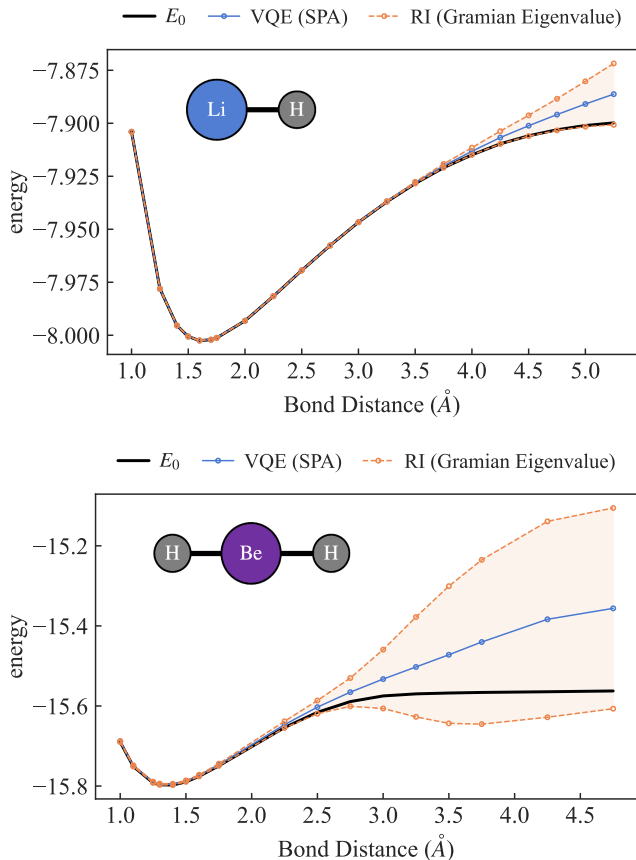 E₀ VQE (SPA) RI (Gramian Eigenvalue)
−7.875
−7.900
−7.925
−7.950
−7.975
−8.000
energy
Li H
1.0 1.5 2.0 2.5 3.0 3.5 4.0 4.5 5.0
Bond Distance (Å)
E₀ VQE (SPA) RI (Gramian Eigenvalue)
−15.2
−15.4
−15.6
−15.8
energy
H Be H
1.0 1.5 2.0 2.5 3.0 3.5 4.0 4.5
Bond Distance (Å)